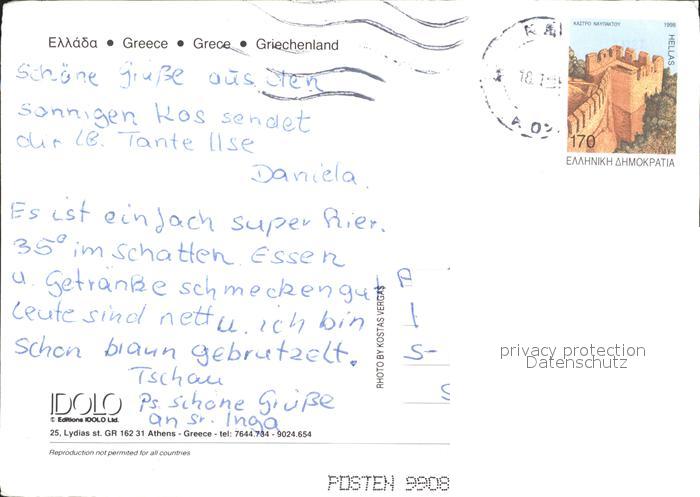 Ελλάδα ● Greece ● Grece ● Griechenland
ΚΑΣΤΡΟ ΝΑΥΠΑΚΤΟΥ 1998
HELLAS
170
ΕΛΛΗΝΙΚΗ ΔΗΜΟΚΡΑΤΙΑ
Schöne Grüße aus den
sonnigen Kos sendet
dir lb. Tante Ilse
Daniela.
Es ist einfach super hier.
35° im Schatten. Essen
u. Getränke schmecken gut
Leute sind nett u. ich bin
schon braun gebrutzelt.
Tschau
Ps. schöne Grüße
an sr. Inga
RHOTO BY KOSTAS VERGAS
privacy protection
Datenschutz
IDOLO
© Editions IDOLO Ltd.
25, Lydias st. GR 162 31 Athens - Greece - tel: 7644.734 - 9024.654
Reproduction not permited for all countries
POSTEN 9908